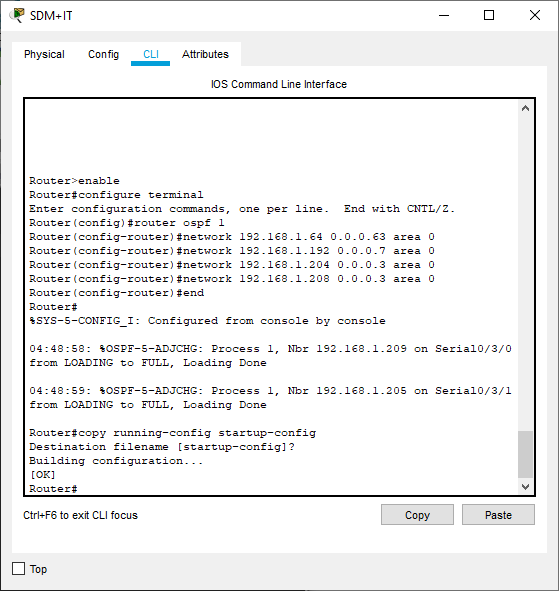 SDM+IT
Physical Config CLI Attributes
IOS Command Line Interface
Router>enable
Router#configure terminal
Enter configuration commands, one per line.  End with CNTL/Z.
Router(config)#router ospf 1
Router(config-router)#network 192.168.1.64 0.0.0.63 area 0
Router(config-router)#network 192.168.1.192 0.0.0.7 area 0
Router(config-router)#network 192.168.1.204 0.0.0.3 area 0
Router(config-router)#network 192.168.1.208 0.0.0.3 area 0
Router(config-router)#end
Router#
%SYS-5-CONFIG_I: Configured from console by console
04:48:58: %OSPF-5-ADJCHG: Process 1, Nbr 192.168.1.209 on Serial0/3/0
from LOADING to FULL, Loading Done
04:48:59: %OSPF-5-ADJCHG: Process 1, Nbr 192.168.1.205 on Serial0/3/1
from LOADING to FULL, Loading Done
Router#copy running-config startup-config
Destination filename [startup-config]?
Building configuration...
[OK]
Router#
Ctrl+F6 to exit CLI focus
Copy Paste
Top